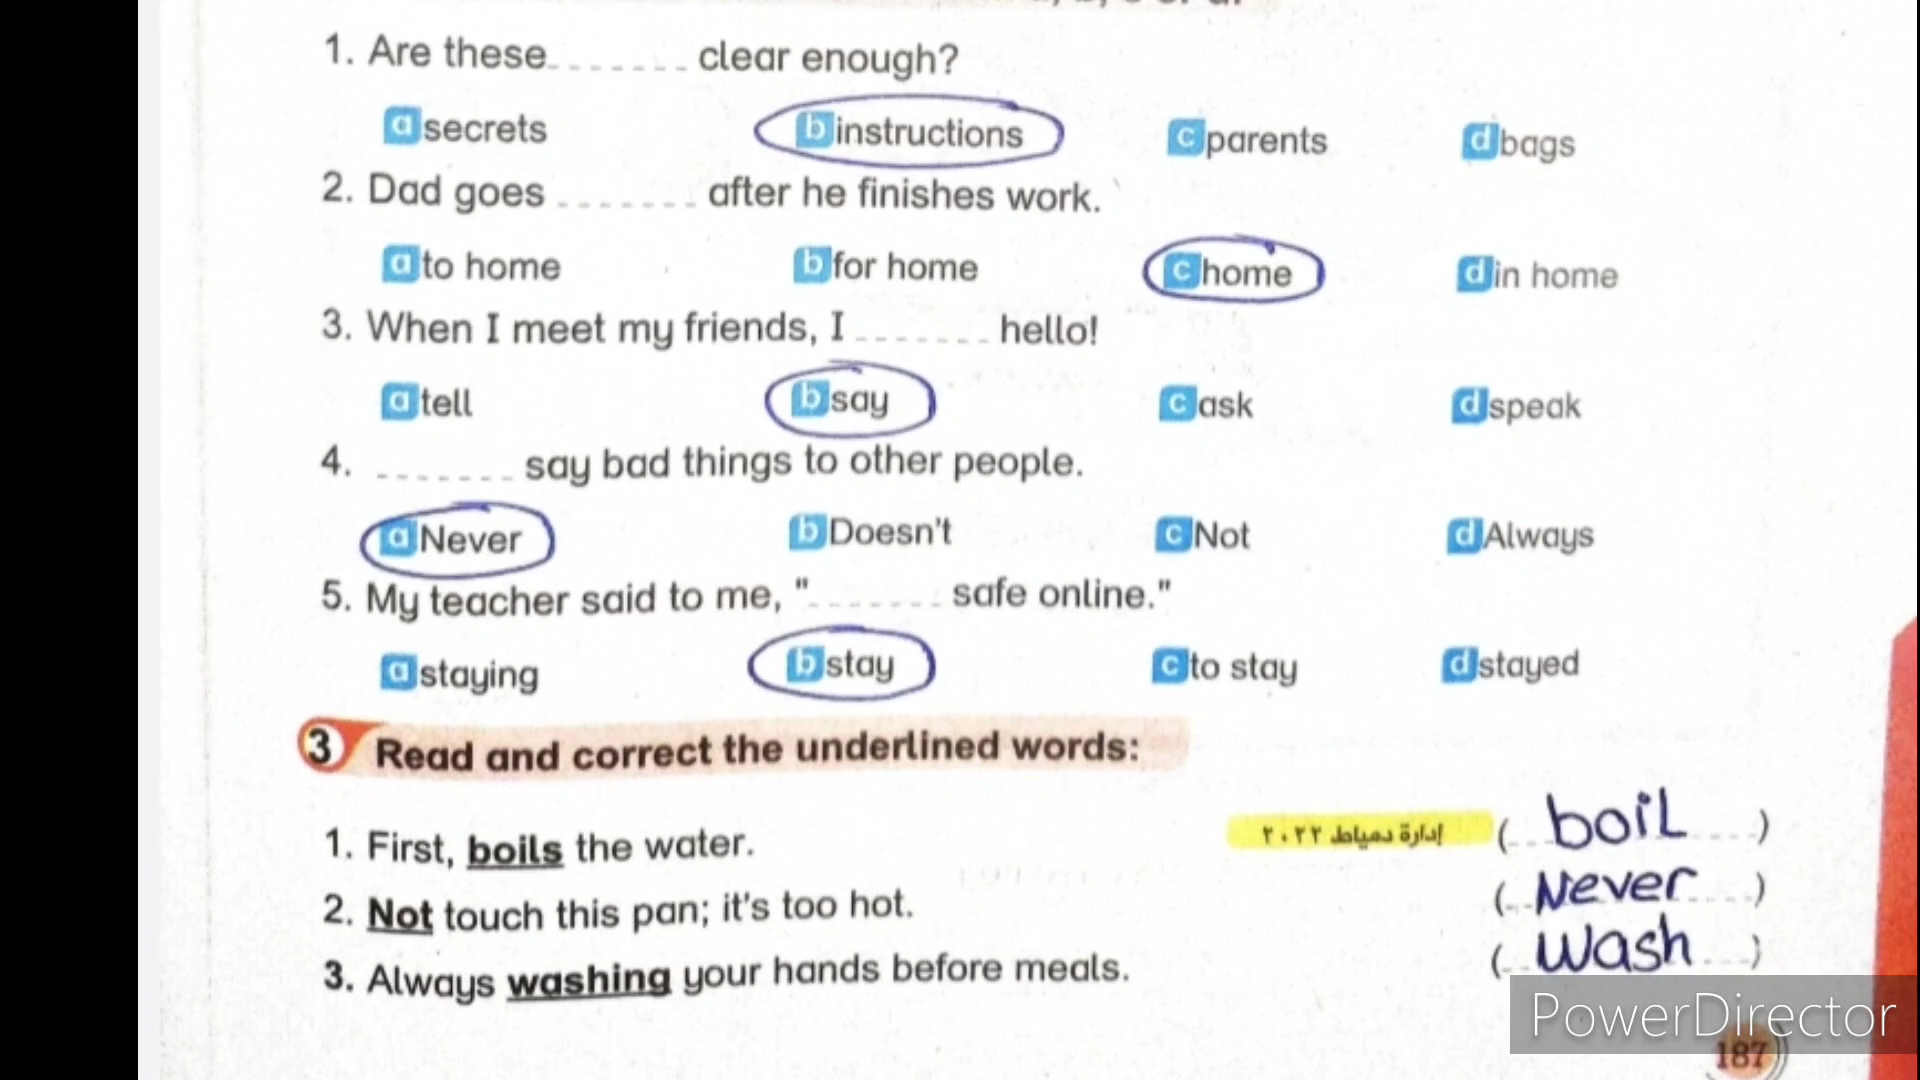 1. Are these ....... clear enough?
a secrets b instructions c parents d bags
2. Dad goes ....... after he finishes work.
a to home b for home c home d in home
3. When I meet my friends, I ....... hello!
a tell b say c ask d speak
4. ....... say bad things to other people.
a Never b Doesn't c Not d Always
5. My teacher said to me, "....... safe online."
a staying b stay c to stay d stayed
3 Read and correct the underlined words:
1. First, boils the water. إدارة دمياط ٢٠٢٢ (boil)
2. Not touch this pan; it's too hot. (Never)
3. Always washing your hands before meals. (Wash)
PowerDirector
187